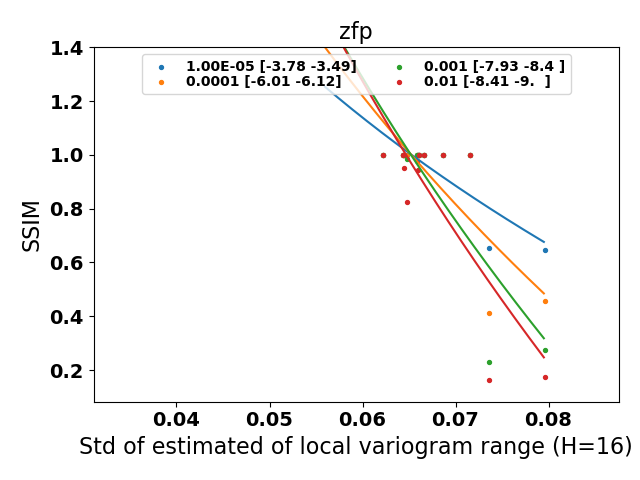 zfp
1.00E-05 [-3.78 -3.49]
0.0001 [-6.01 -6.12]
0.001 [-7.93 -8.4 ]
0.01 [-8.41 -9.  ]
1.4
1.2
1.0
0.8
0.6
0.4
0.2
SSIM
0.04 0.05 0.06 0.07 0.08
Std of estimated of local variogram range (H=16)